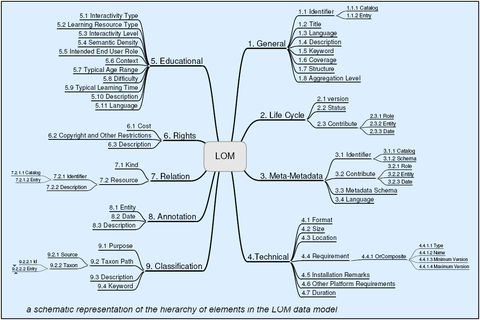 LOM
1. General
1.1 Identifier
1.1.1 Catalog
1.1.2 Entry
1.2 Title
1.3 Language
1.4 Description
1.5 Keyword
1.6 Coverage
1.7 Structure
1.8 Aggregation Level
2. Life Cycle
2.1 version
2.2 Status
2.3 Contribute
2.3.1 Role
2.3.2 Entity
2.3.3 Date
3. Meta-Metadata
3.1 Identifier
3.1.1 Catalog
3.1.2 Schema
3.2 Contribute
3.2.1 Role
3.2.2 Entity
3.2.3 Date
3.3 Metadata Schema
3.4 Language
4.Technical
4.1 Format
4.2 Size
4.3 Location
4.4 Requirement
4.4.1 OrComposite
4.4.1.1 Type
4.4.1.2 Name
4.4.1.3 Minimum Version
4.4.1.4 Maximum Version
4.5 Installation Remarks
4.6 Other Platform Requirements
4.7 Duration
5. Educational
5.1 Interactivity Type
5.2 Learning Resource Type
5.3 Interactivity Level
5.4 Semantic Density
5.5 Intended End User Role
5.6 Context
5.7 Typical Age Range
5.8 Difficulty
5.9 Typical Learning Time
5.10 Description
5.11 Language
6. Rights
6.1 Cost
6.2 Copyright and Other Restrictions
6.3 Description
7. Relation
7.1 Kind
7.2 Resource
7.2.1 Identifier
7.2.1.1 Catalog
7.2.1.2 Entry
7.2.2 Description
8. Annotation
8.1 Entity
8.2 Date
8.3 Description
9. Classification
9.1 Purpose
9.2 Taxon Path
9.2.1 Source
9.2.2 Taxon
9.2.2.1 Id
9.2.2.2 Entry
9.3 Description
9.4 Keyword
a schematic representation of the hierarchy of elements in the LOM data model